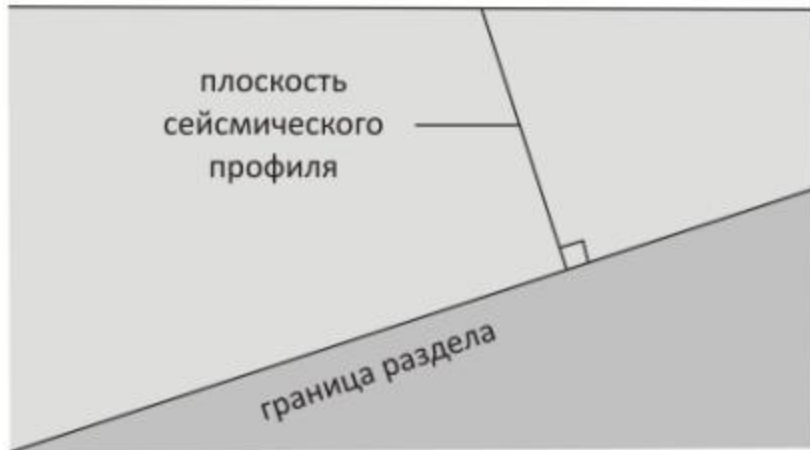 плоскость
сейсмического
профиля
граница раздела